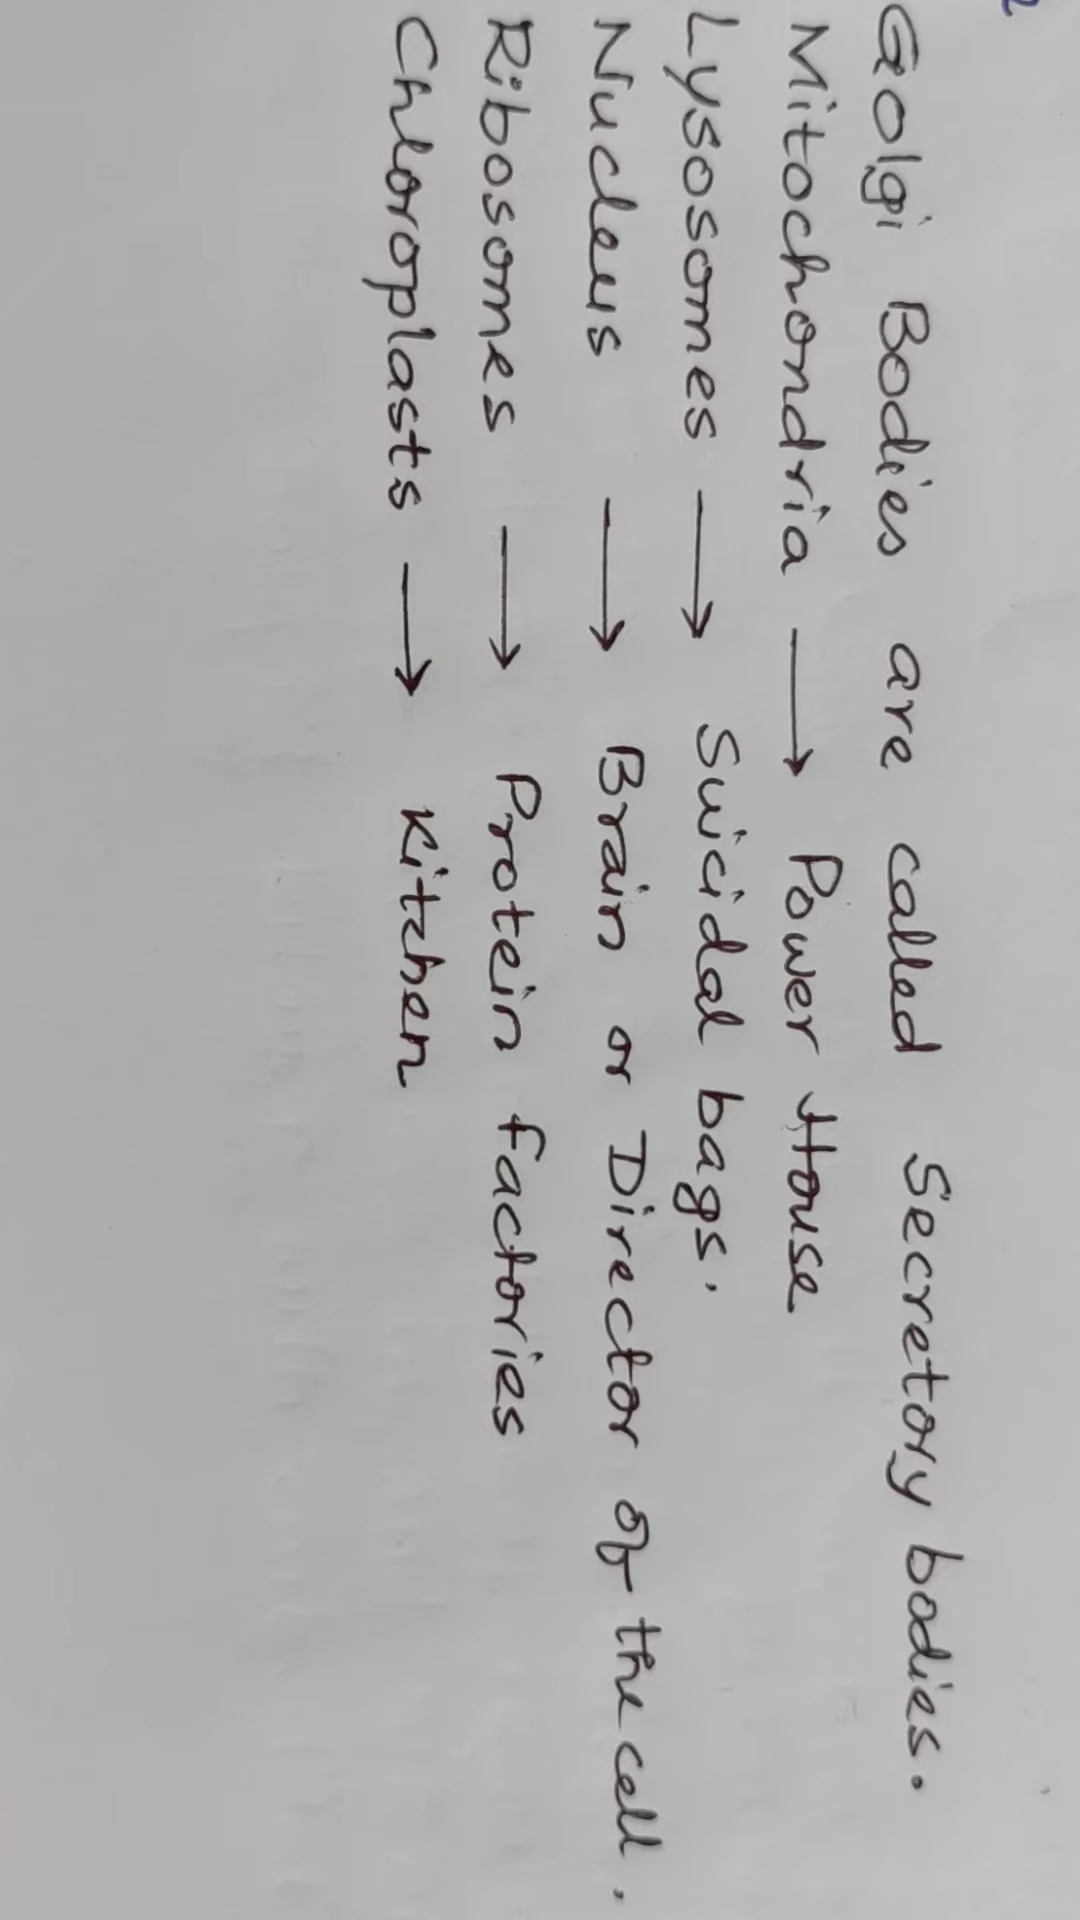 Golgi Bodies are called Secretory bodies.
Mitochondria → Power House
Lysosomes → Suicidal bags.
Nucleus → Brain or Director of the cell.
Ribosomes → Protein factories
Chloroplasts → Kitchen